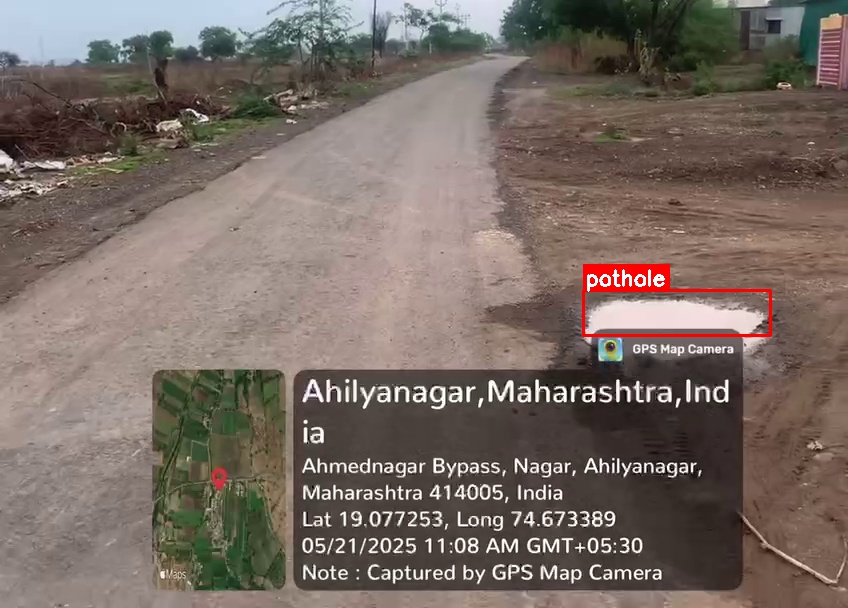 pothole
GPS Map Camera
Ahilyanagar,Maharashtra,Ind
ia
Ahmednagar Bypass, Nagar, Ahilyanagar,
Maharashtra 414005, India
Lat 19.077253, Long 74.673389
05/21/2025 11:08 AM GMT+05:30
Note : Captured by GPS Map Camera
Maps